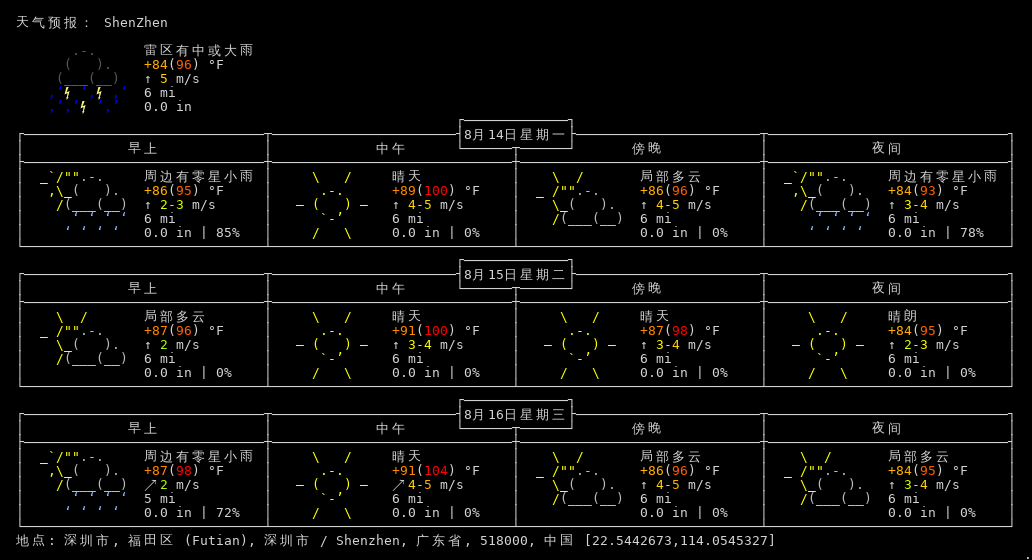 天气预报： ShenZhen
雷区有中或大雨
+84(96) °F
↑ 5 m/s
6 mi
0.0 in
8月14日星期一
早上 中午 傍晚 夜间
周边有零星小雨 晴天 局部多云 周边有零星小雨
+86(95) °F +89(100) °F +86(96) °F +84(93) °F
↑ 2-3 m/s ↑ 4-5 m/s ↑ 4-5 m/s ↑ 3-4 m/s
6 mi 6 mi 6 mi 6 mi
0.0 in | 85% 0.0 in | 0% 0.0 in | 0% 0.0 in | 78%
8月15日星期二
早上 中午 傍晚 夜间
局部多云 晴天 晴天 晴朗
+87(96) °F +91(100) °F +87(98) °F +84(95) °F
↑ 2 m/s ↑ 3-4 m/s ↑ 3-4 m/s ↑ 2-3 m/s
6 mi 6 mi 6 mi 6 mi
0.0 in | 0% 0.0 in | 0% 0.0 in | 0% 0.0 in | 0%
8月16日星期三
早上 中午 傍晚 夜间
周边有零星小雨 晴天 局部多云 局部多云
+87(98) °F +91(104) °F +86(96) °F +84(95) °F
↗ 2 m/s ↗ 4-5 m/s ↑ 4-5 m/s ↑ 3-4 m/s
5 mi 6 mi 6 mi 6 mi
0.0 in | 72% 0.0 in | 0% 0.0 in | 0% 0.0 in | 0%
地点: 深圳市, 福田区 (Futian), 深圳市 / Shenzhen, 广东省, 518000, 中国 [22.5442673,114.0545327]